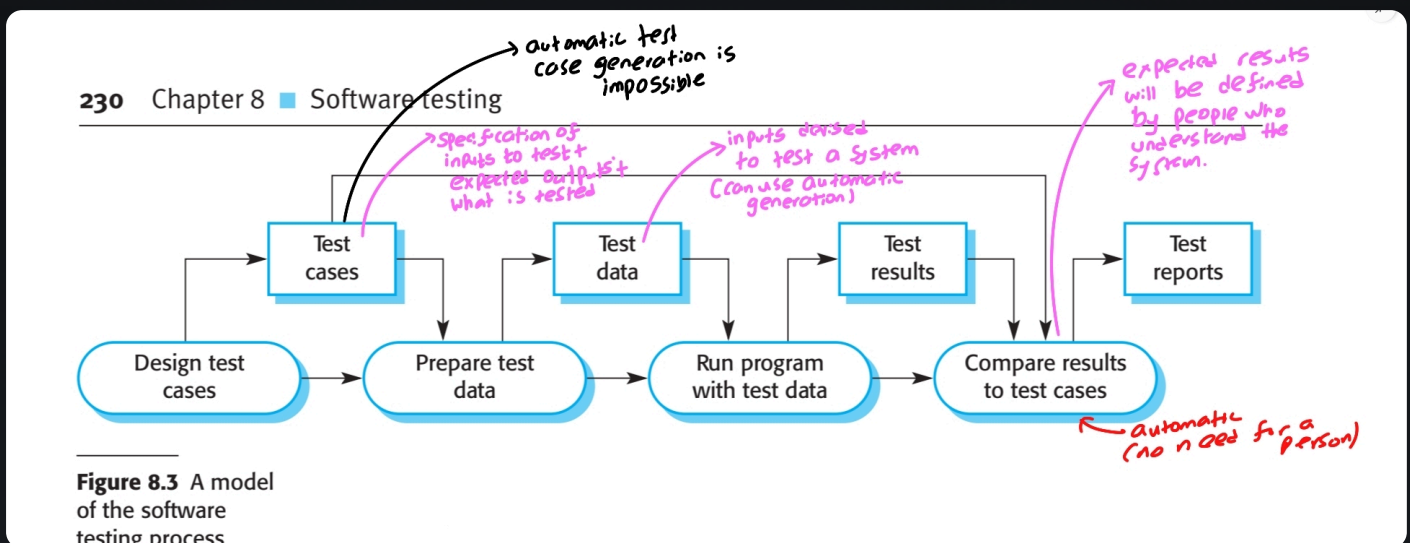 automatic test
case generation is
impossible
230 Chapter 8 ■ Software testing
expected results
will be defined
by people who
understand the
system.
specification of
inputs to test +
expected outputs +
what is tested
inputs devised
to test a system
(can use automatic
generation)
Test
cases
Test
data
Test
results
Test
reports
Design test
cases
Prepare test
data
Run program
with test data
Compare results
to test cases
automatic
(no need for a
person)
Figure 8.3 A model
of the software
testing process